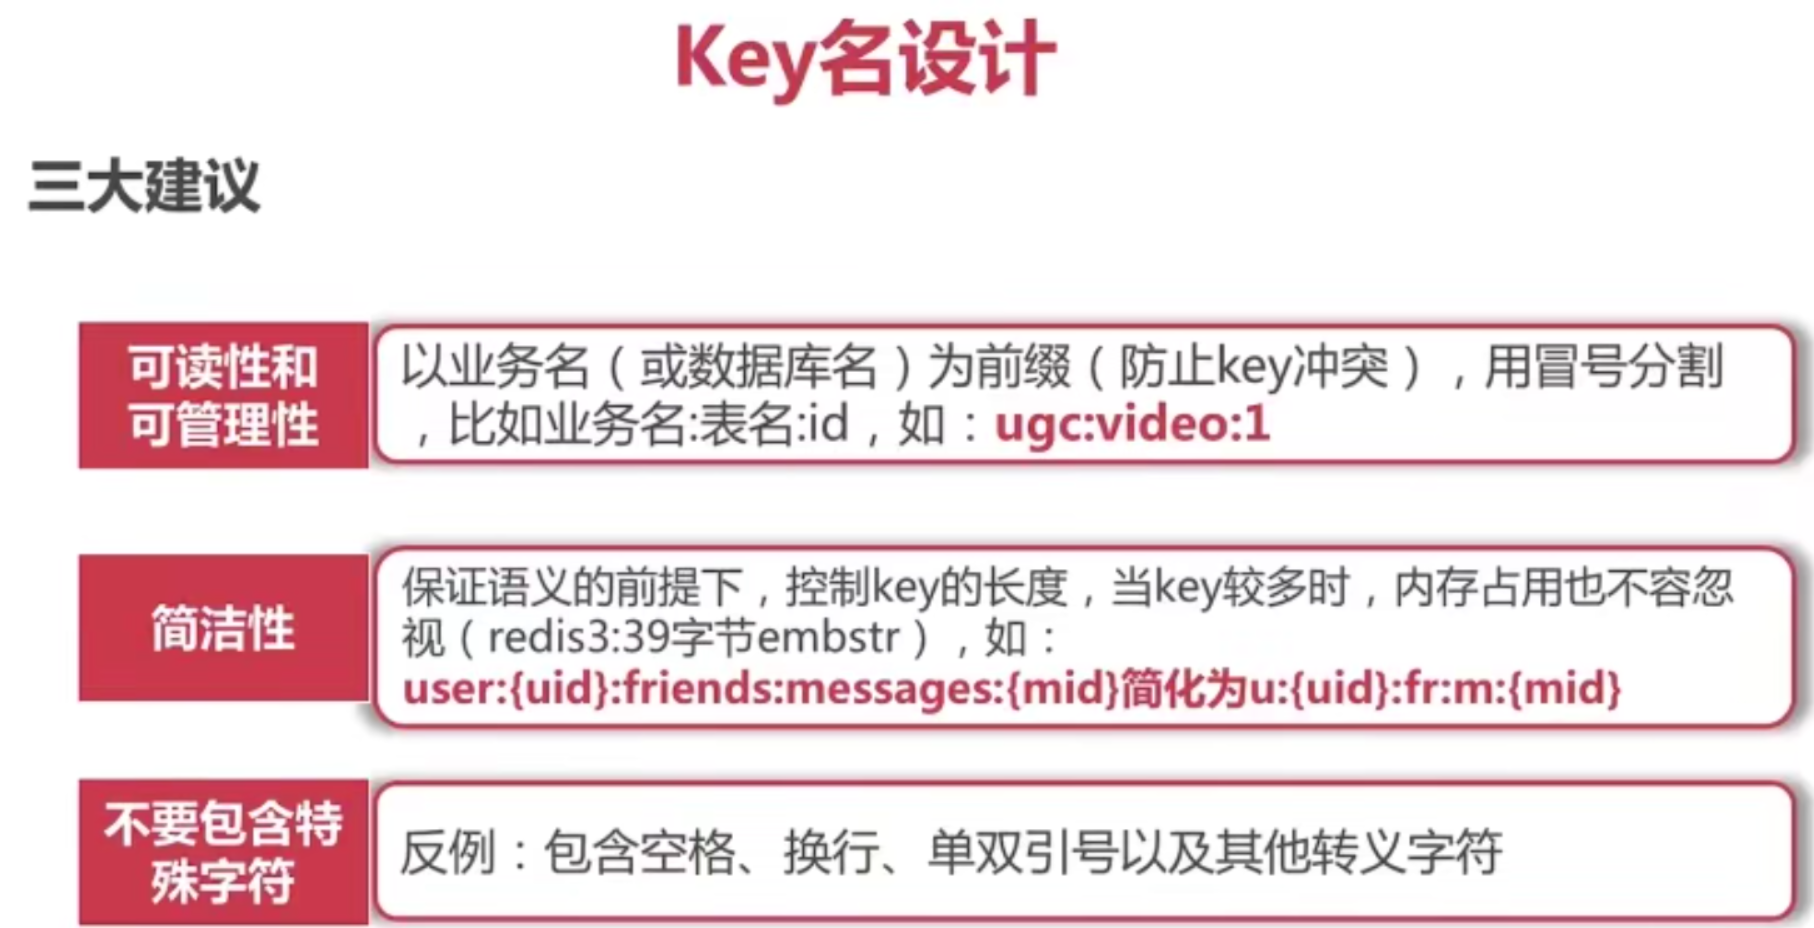 Key名设计
三大建议
可读性和
可管理性
以业务名（或数据库名）为前缀（防止key冲突），用冒号分割
，比如业务名:表名:id，如：ugc:video:1
简洁性
保证语义的前提下，控制key的长度，当key较多时，内存占用也不容忽
视（redis3:39字节embstr），如：
user:{uid}:friends:messages:{mid}简化为u:{uid}:fr:m:{mid}
不要包含特
殊字符
反例：包含空格、换行、单双引号以及其他转义字符